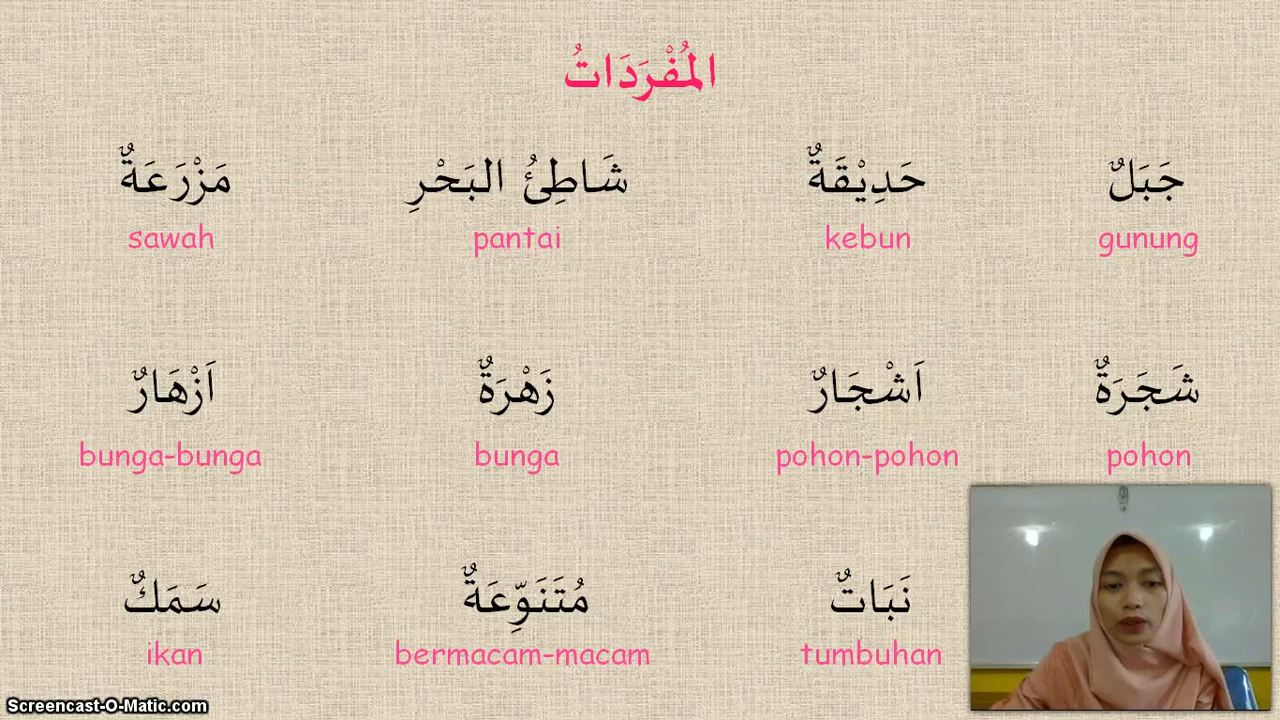 المُفْرَدَاتُ
جَبَلٌ حَدِيْقَةٌ شَاطِئُ البَحْرِ مَزْرَعَةٌ
gunung kebun pantai sawah
شَجَرَةٌ اَشْجَارٌ زَهْرَةٌ اَزْهَارٌ
pohon pohon-pohon bunga bunga-bunga
نَبَاتٌ مُتَنَوِّعَةٌ سَمَكٌ
tumbuhan bermacam-macam ikan
Screencast-O-Matic.com